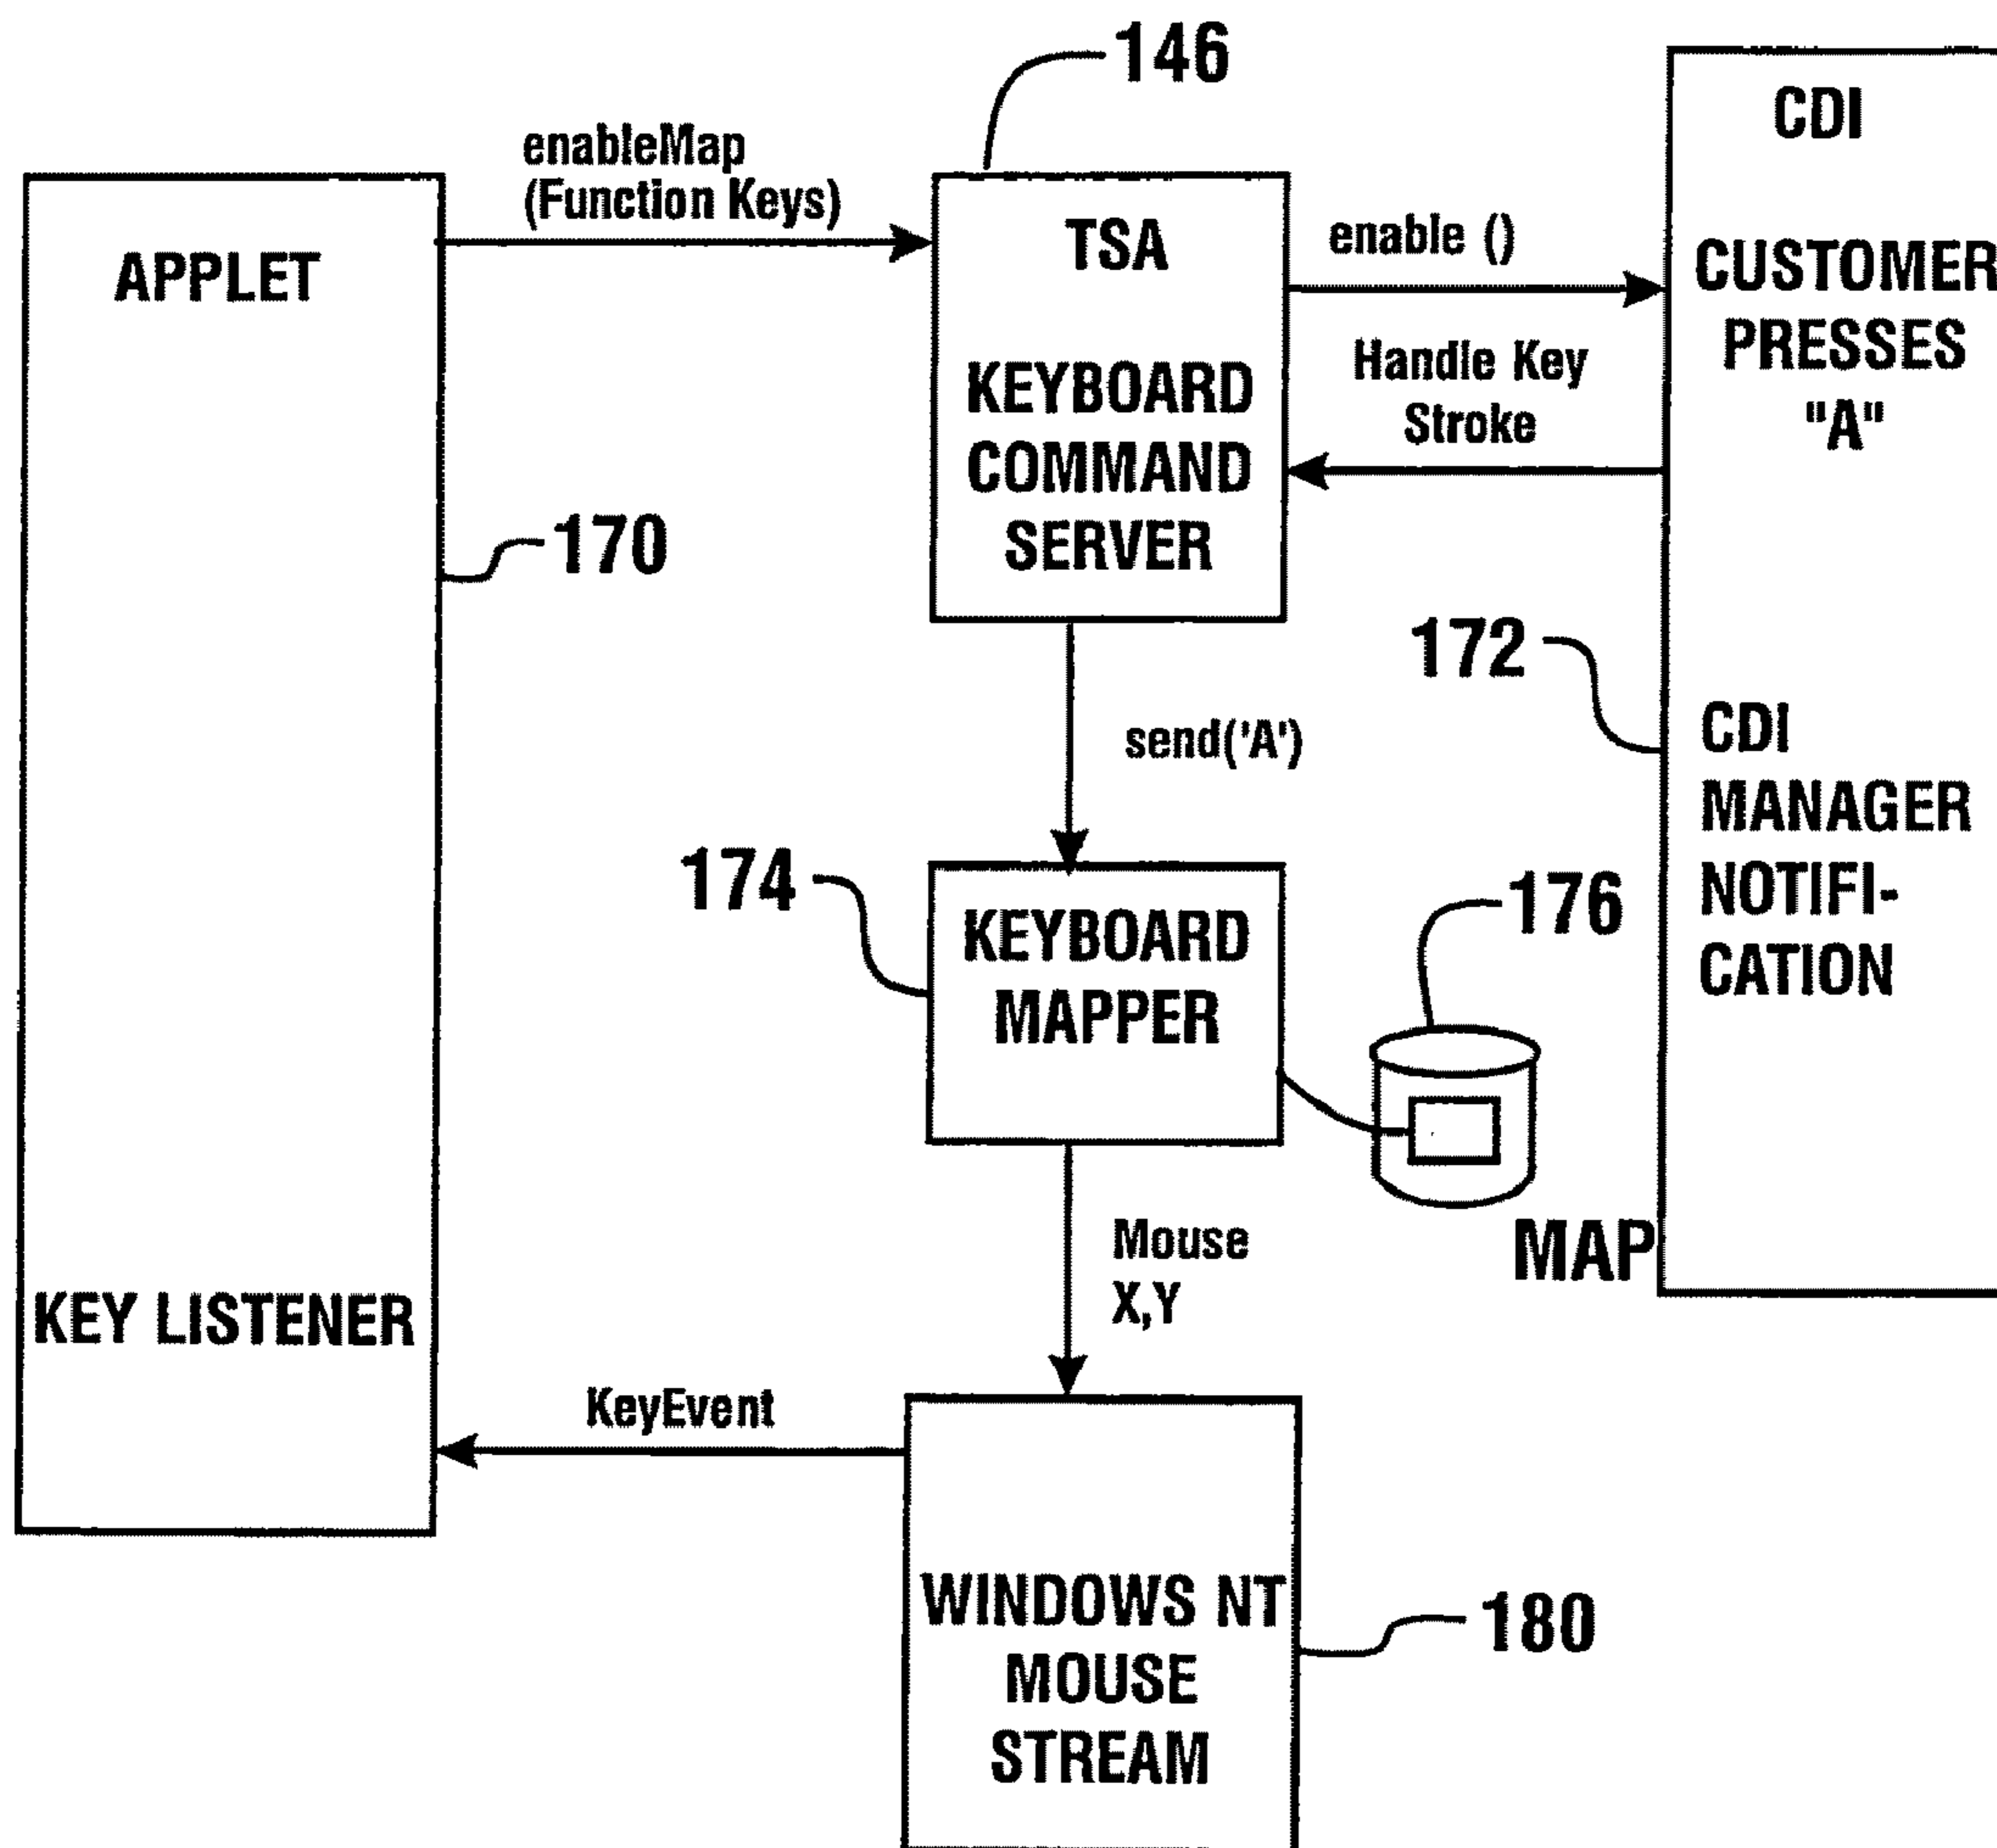 146
enableMap
(Function Keys)
APPLET
170
KEY LISTENER
TSA
KEYBOARD
COMMAND
SERVER
enable ()
Handle Key
Stroke
CDI
CUSTOMER
PRESSES
"A"
172
CDI
MANAGER
NOTIFI-
CATION
send('A')
174
KEYBOARD
MAPPER
176
MAP
Mouse
X,Y
KeyEvent
WINDOWS NT
MOUSE
STREAM
180